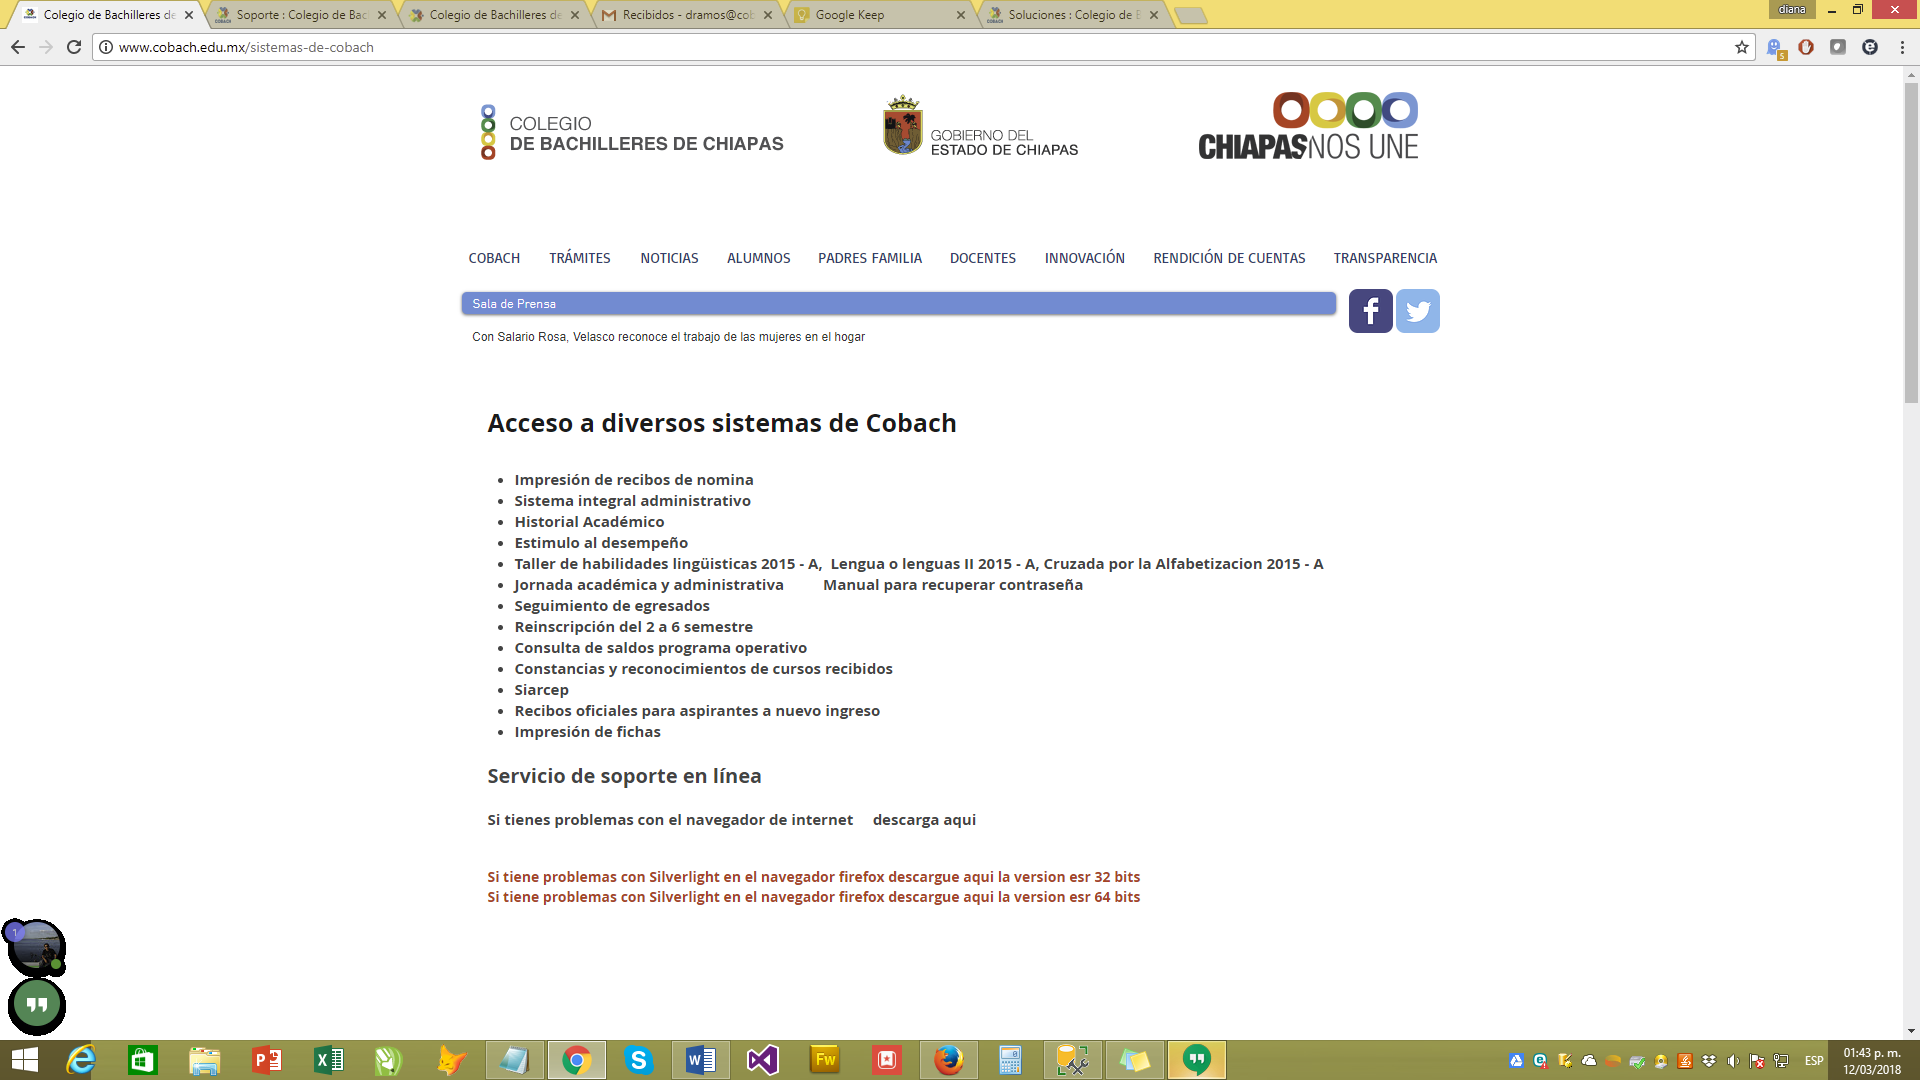 Colegio de Bachilleres de
Soporte : Colegio de Bac
Colegio de Bachilleres de
Recibidos - dramos@cob
Google Keep
Soluciones : Colegio de B
diana
www.cobach.edu.mx/sistemas-de-cobach
COLEGIO
DE BACHILLERES DE CHIAPAS
GOBIERNO DEL
ESTADO DE CHIAPAS
CHIAPASNOS UNE
COBACH TRÁMITES NOTICIAS ALUMNOS PADRES FAMILIA DOCENTES INNOVACIÓN RENDICIÓN DE CUENTAS TRANSPARENCIA
Sala de Prensa
Con Salario Rosa, Velasco reconoce el trabajo de las mujeres en el hogar
Acceso a diversos sistemas de Cobach
Impresión de recibos de nomina
Sistema integral administrativo
Historial Académico
Estimulo al desempeño
Taller de habilidades lingüisticas 2015 - A, Lengua o lenguas II 2015 - A, Cruzada por la Alfabetizacion 2015 - A
Jornada académica y administrativa Manual para recuperar contraseña
Seguimiento de egresados
Reinscripción del 2 a 6 semestre
Consulta de saldos programa operativo
Constancias y reconocimientos de cursos recibidos
Siarcep
Recibos oficiales para aspirantes a nuevo ingreso
Impresión de fichas
Servicio de soporte en línea
Si tienes problemas con el navegador de internet descarga aqui
Si tiene problemas con Silverlight en el navegador firefox descargue aqui la version esr 32 bits
Si tiene problemas con Silverlight en el navegador firefox descargue aqui la version esr 64 bits
1
Fw
ESP
01:43 p. m.
12/03/2018